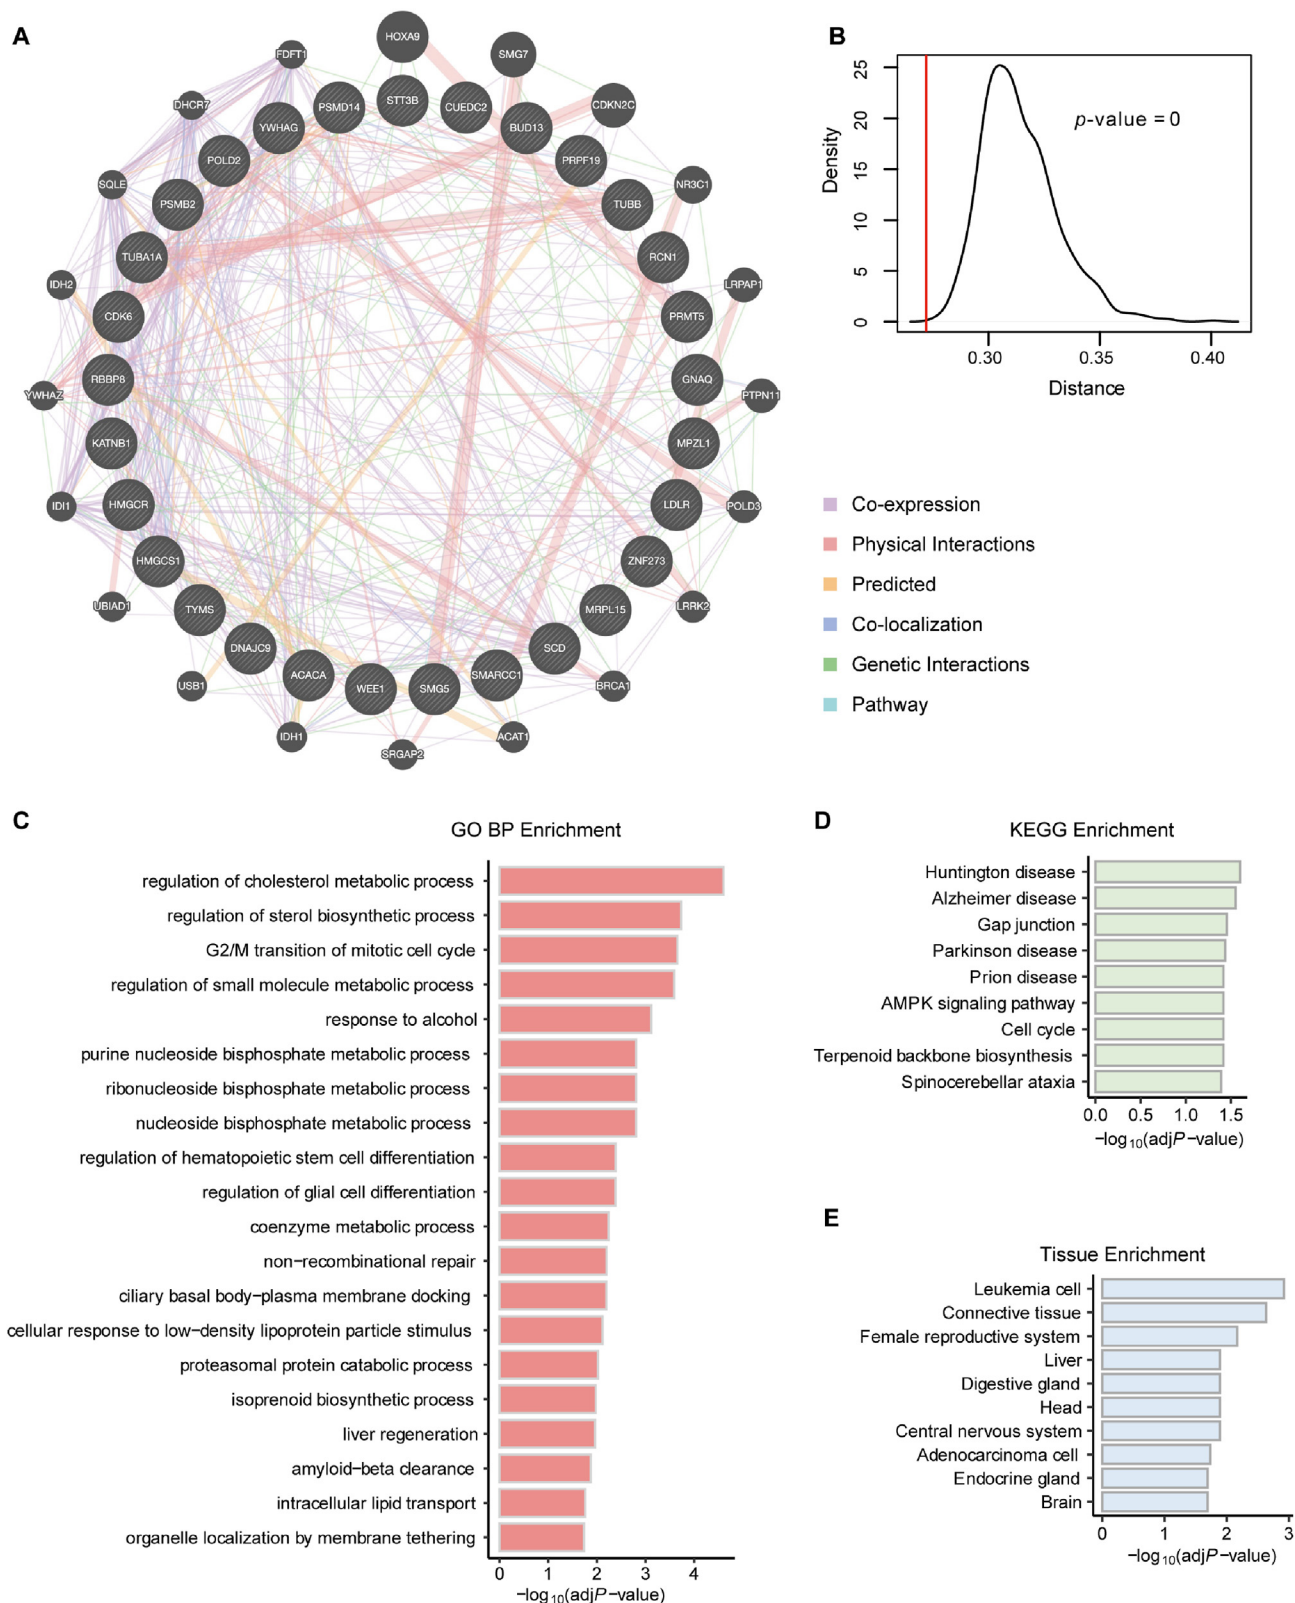 A
HOXA9
SMG7
FDFT1
CDKN2C
DHCR7
STT3B
PSMD14
CUEDC2
YWHAG
BUD13
POLD2
PRPF19
NR3C1
SQLE
PSMB2
TUBB
TUBA1A
RCN1
IDH2
LRPAP1
CDK6
PRMT5
RBBP8
GNAQ
YWHAZ
PTPN11
KATNB1
MPZL1
IDI1
HMGCR
LDLR
POLD3
HMGCS1
ZNF273
UBIAD1
TYMS
MRPL15
LRRK2
DNAJC9
SCD
ACACA
WEE1
SMG5
SMARCC1
USB1
BRCA1
IDH1
SRGAP2
ACAT1
B
p-value = 0
Density
25
20
15
10
5
0
0.30 0.35 0.40
Distance
Co-expression
Physical Interactions
Predicted
Co-localization
Genetic Interactions
Pathway
C
GO BP Enrichment
regulation of cholesterol metabolic process
regulation of sterol biosynthetic process
G2/M transition of mitotic cell cycle
regulation of small molecule metabolic process
response to alcohol
purine nucleoside bisphosphate metabolic process
ribonucleoside bisphosphate metabolic process
nucleoside bisphosphate metabolic process
regulation of hematopoietic stem cell differentiation
regulation of glial cell differentiation
coenzyme metabolic process
non−recombinational repair
ciliary basal body−plasma membrane docking
cellular response to low−density lipoprotein particle stimulus
proteasomal protein catabolic process
isoprenoid biosynthetic process
liver regeneration
amyloid−beta clearance
intracellular lipid transport
organelle localization by membrane tethering
0 1 2 3 4
−log10(adjP−value)
D
KEGG Enrichment
Huntington disease
Alzheimer disease
Gap junction
Parkinson disease
Prion disease
AMPK signaling pathway
Cell cycle
Terpenoid backbone biosynthesis
Spinocerebellar ataxia
0.0 0.5 1.0 1.5
−log10(adjP−value)
E
Tissue Enrichment
Leukemia cell
Connective tissue
Female reproductive system
Liver
Digestive gland
Head
Central nervous system
Adenocarcinoma cell
Endocrine gland
Brain
0 1 2 3
−log10(adjP−value)